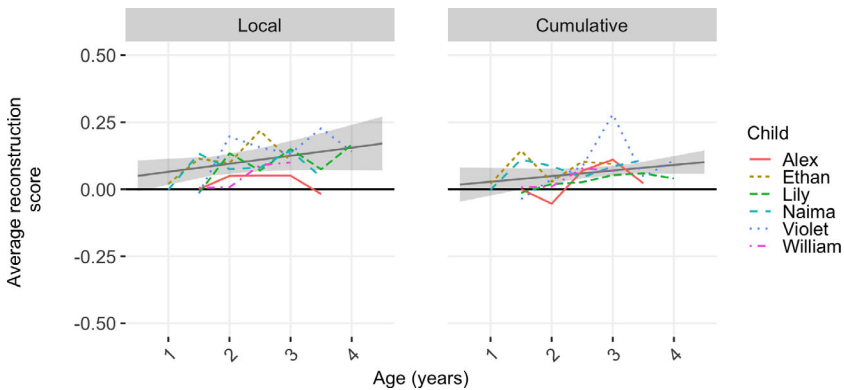 Local
Cumulative
0.50
0.25
0.00
-0.25
-0.50
Average reconstruction
score
1
2
3
4
1
2
3
4
Age (years)
Child
Alex
Ethan
Lily
Naima
Violet
William